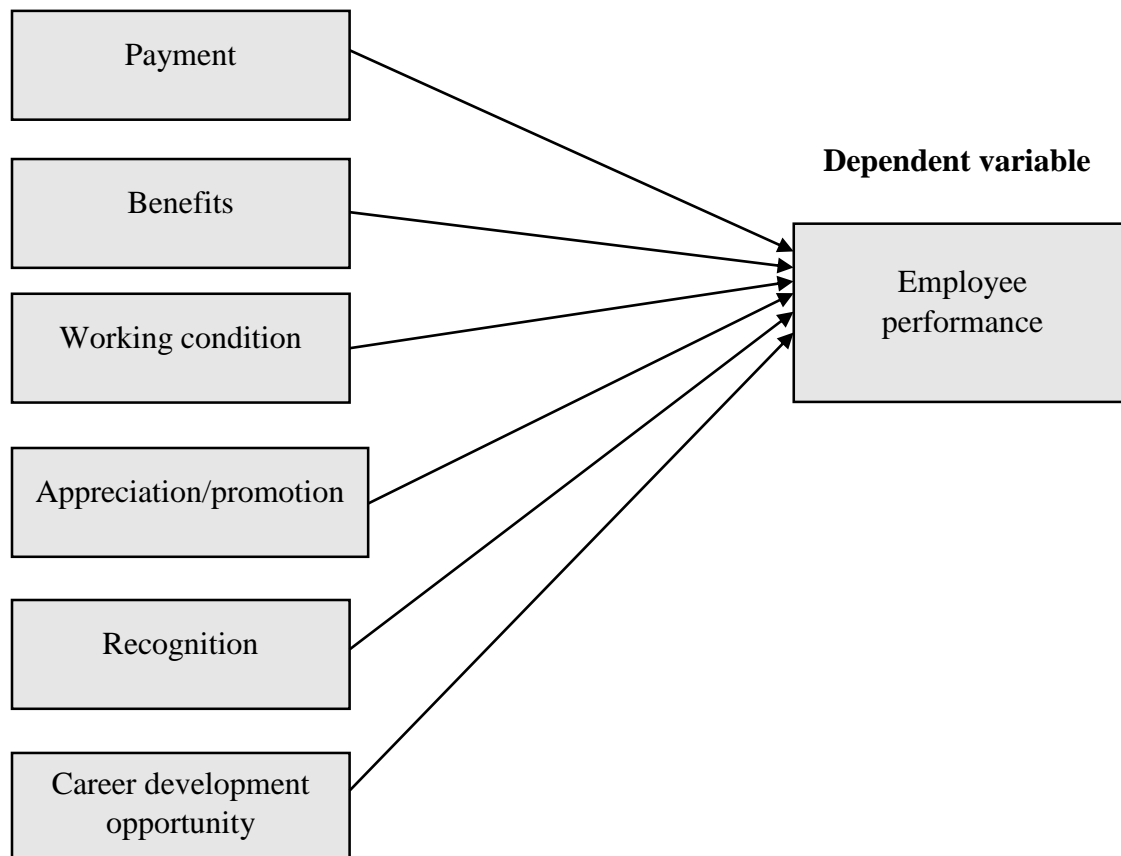 Payment
Dependent variable
Benefits
Employee
performance
Working condition
Appreciation/promotion
Recognition
Career development
opportunity